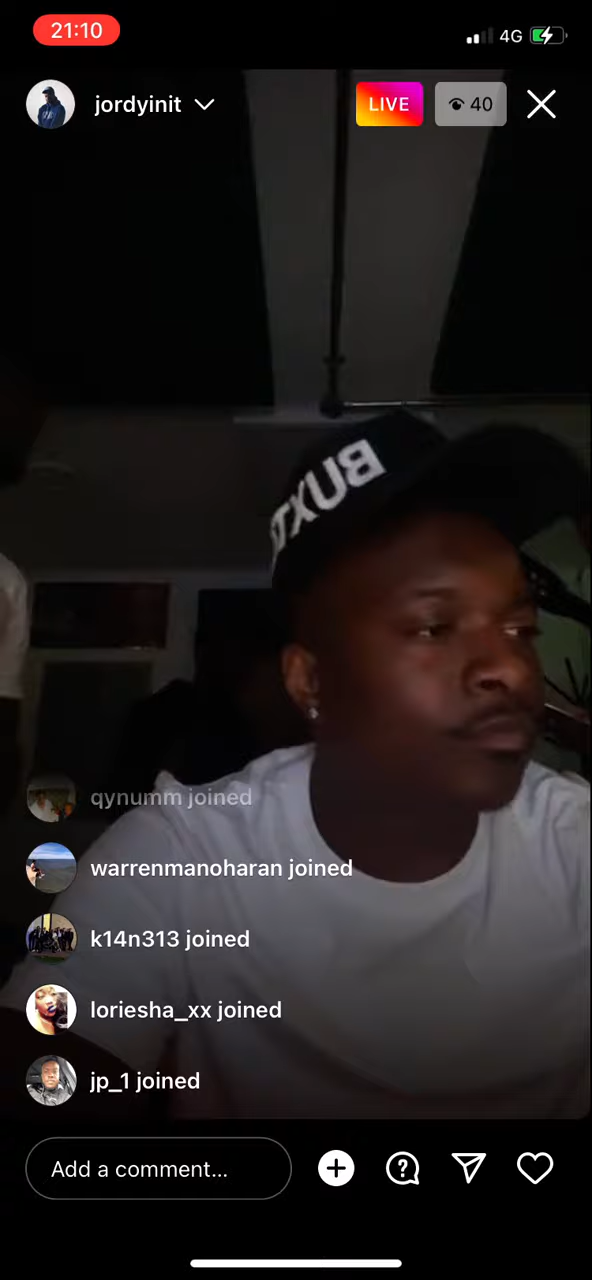 21:10
4G
jordyinit
LIVE
40
qynumm joined
warrenmanoharan joined
k14n313 joined
loriesha_xx joined
jp_1 joined
Add a comment...